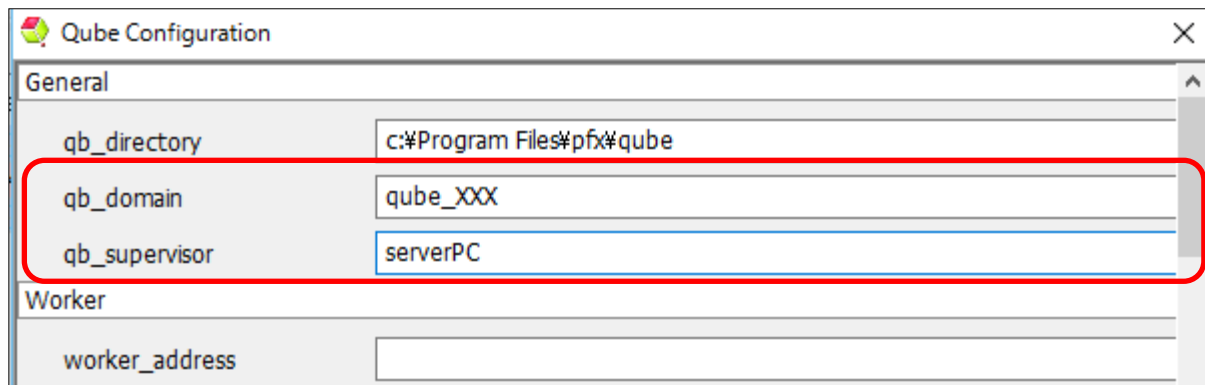 Qube Configuration
General
qb_directory c:¥Program Files¥pfx¥qube
qb_domain qube_XXX
qb_supervisor serverPC
Worker
worker_address